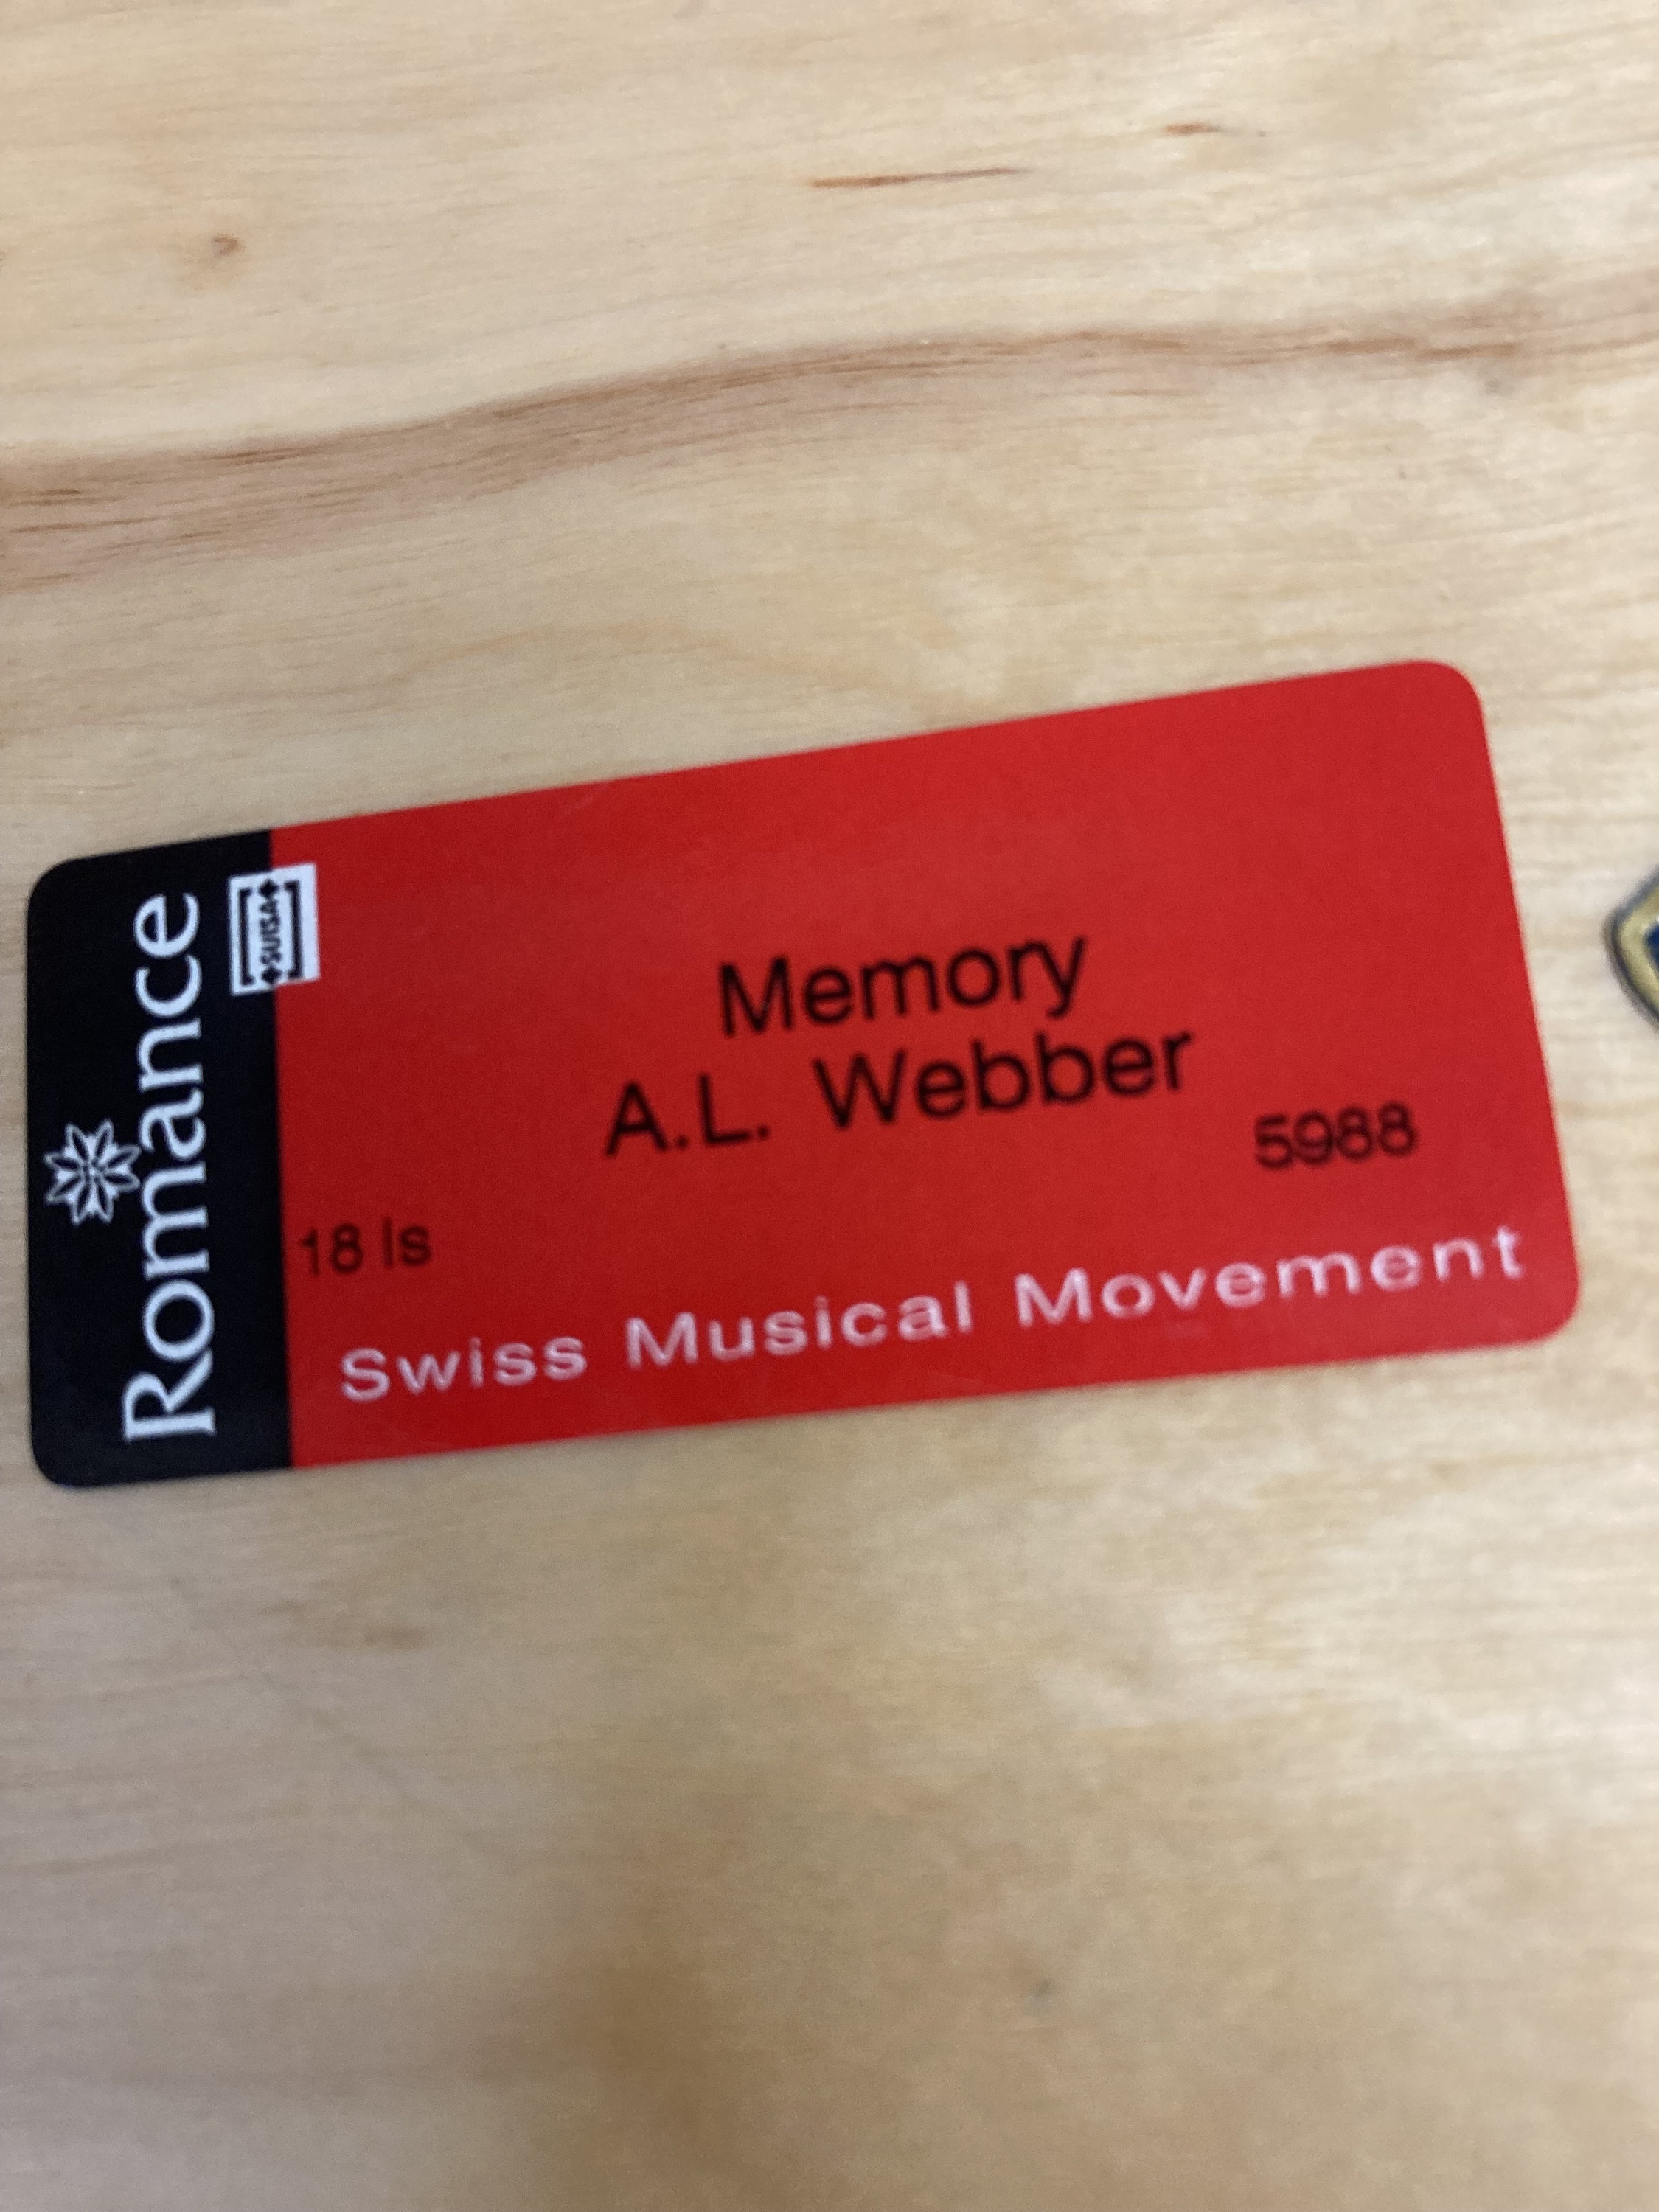 Romance
SUISA
Memory
A.L. Webber
5988
18 ls
Swiss Musical Movement